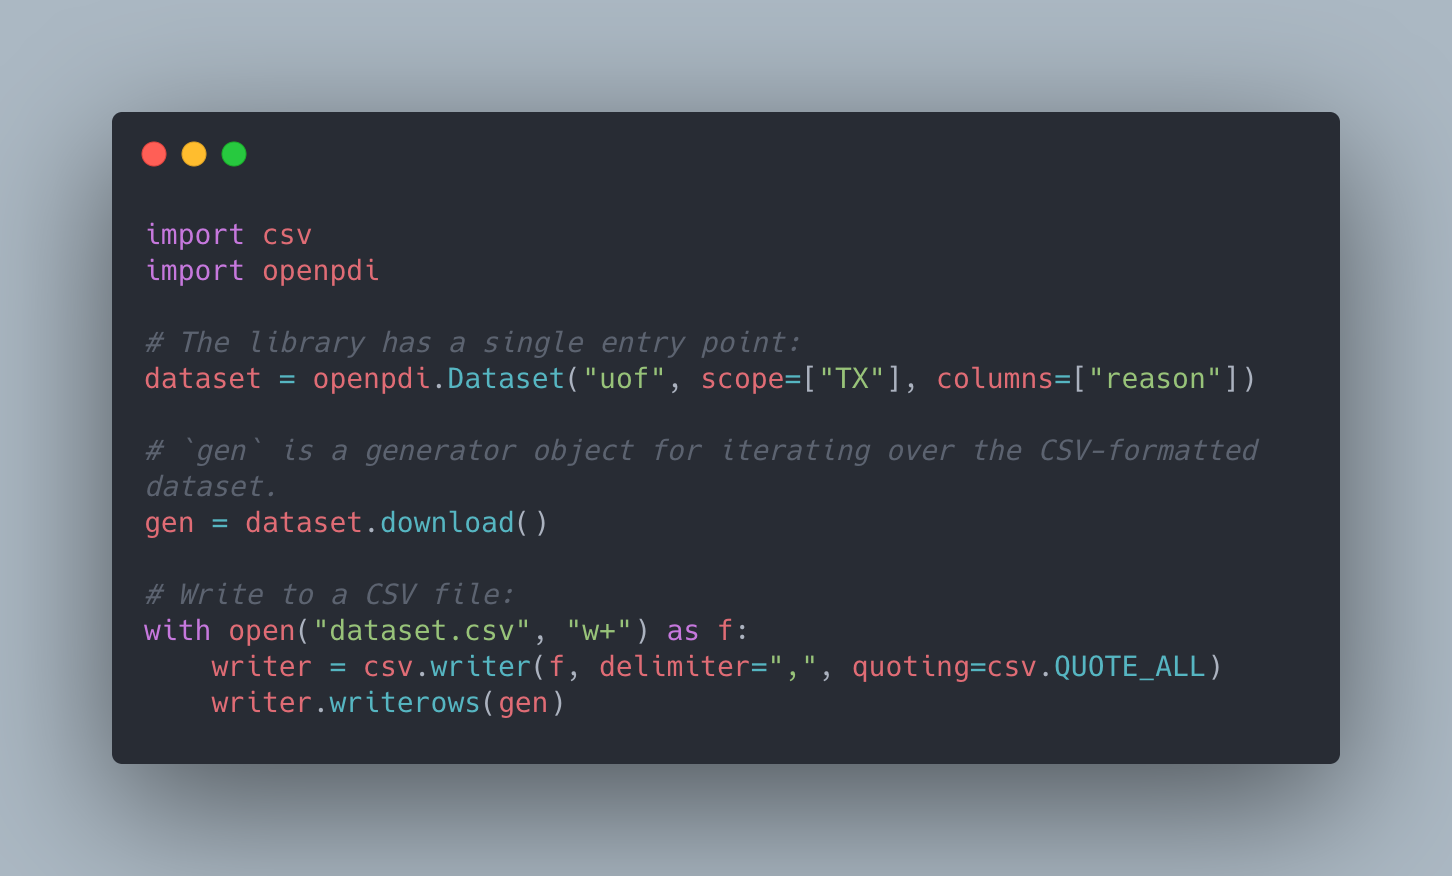 import csv
import openpdi
# The library has a single entry point:
dataset = openpdi.Dataset("uof", scope=["TX"], columns=["reason"])
# `gen` is a generator object for iterating over the CSV-formatted
dataset.
gen = dataset.download()
# Write to a CSV file:
with open("dataset.csv", "w+") as f:
    writer = csv.writer(f, delimiter=",", quoting=csv.QUOTE_ALL)
    writer.writerows(gen)